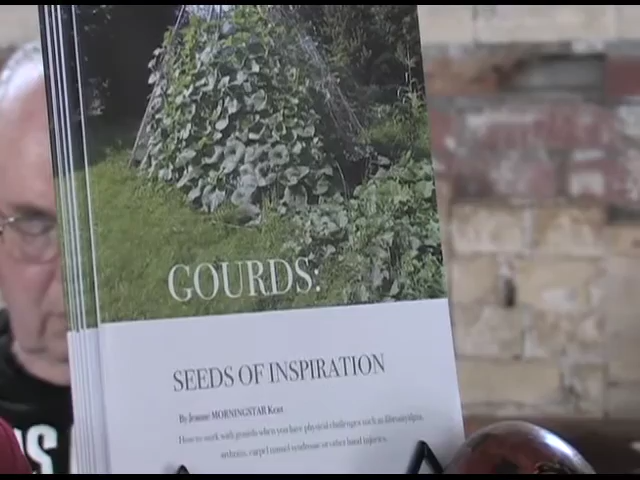 GOURDS:
SEEDS OF INSPIRATION
By Jeanne MORNINGSTAR Kent
How to work with gourds when you have physical challenges such as fibromyalgia,
arthritis, carpel tunnel syndrome or other hand injuries.